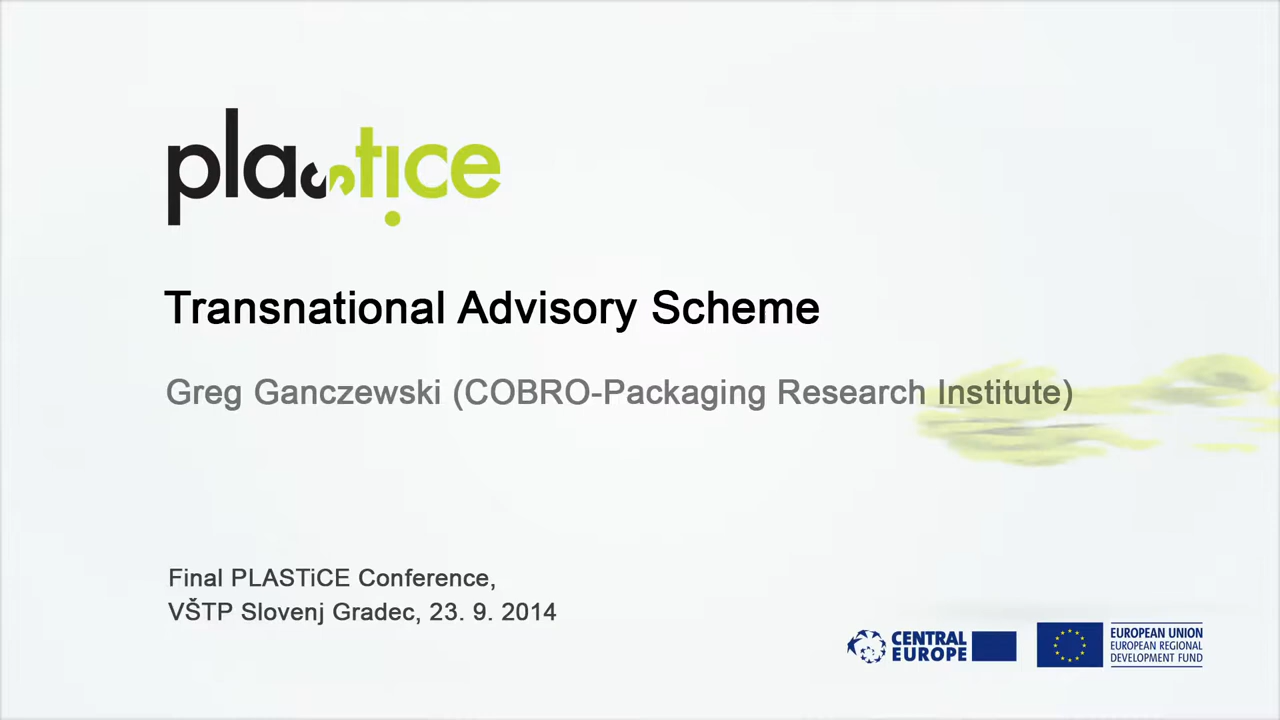 plastice
Transnational Advisory Scheme
Greg Ganczewski (COBRO-Packaging Research Institute)
Final PLASTiCE Conference,
VŠTP Slovenj Gradec, 23. 9. 2014
CENTRAL
EUROPE
EUROPEAN UNION
EUROPEAN REGIONAL
DEVELOPMENT FUND